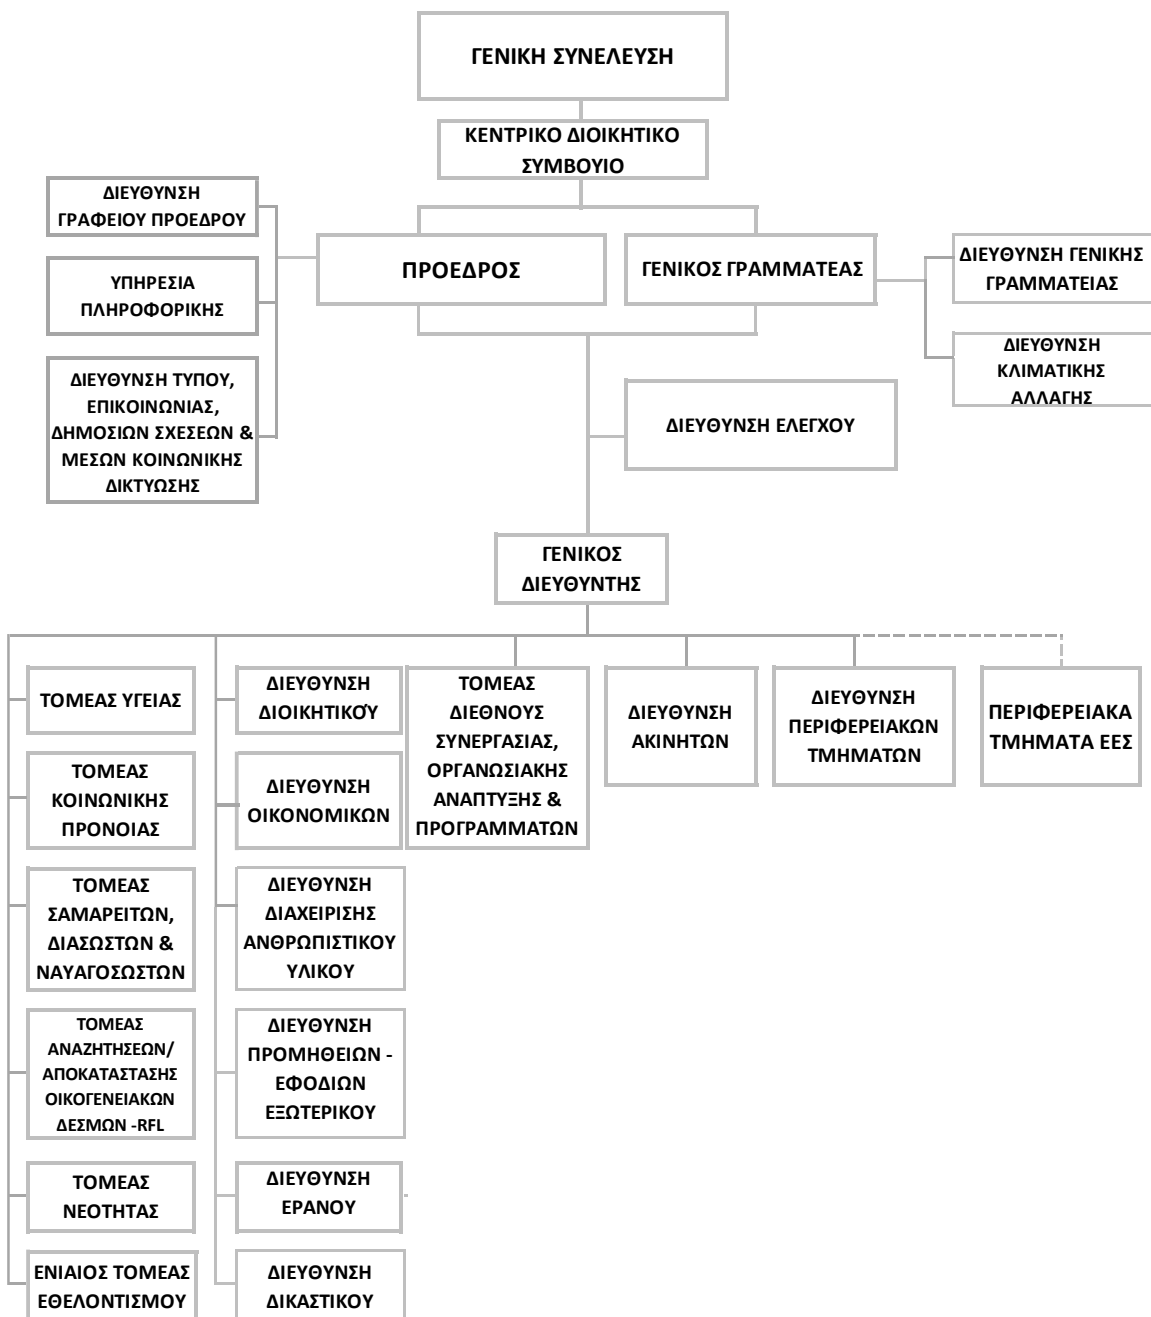 ΓΕΝΙΚΗ ΣΥΝΕΛΕΥΣΗ
ΚΕΝΤΡΙΚΟ ΔΙΟΙΚΗΤΙΚΟ
ΣΥΜΒΟΥΙΟ
ΔΙΕΥΘΥΝΣΗ
ΓΡΑΦΕΙΟΥ ΠΡΟΕΔΡΟΥ
ΥΠΗΡΕΣΙΑ
ΠΛΗΡΟΦΟΡΙΚΗΣ
ΔΙΕΥΘΥΝΣΗ ΤΥΠΟΥ,
ΕΠΙΚΟΙΝΩΝΙΑΣ,
ΔΗΜΟΣΙΩΝ ΣΧΕΣΕΩΝ &
ΜΕΣΩΝ ΚΟΙΝΩΝΙΚΗΣ
ΔΙΚΤΥΩΣΗΣ
ΠΡΟΕΔΡΟΣ
ΓΕΝΙΚΟΣ ΓΡΑΜΜΑΤΕΑΣ
ΔΙΕΥΘΥΝΣΗ ΓΕΝΙΚΗΣ
ΓΡΑΜΜΑΤΕΙΑΣ
ΔΙΕΥΘΥΝΣΗ
ΚΛΙΜΑΤΙΚΗΣ
ΑΛΛΑΓΗΣ
ΔΙΕΥΘΥΝΣΗ ΕΛΕΓΧΟΥ
ΓΕΝΙΚΟΣ
ΔΙΕΥΘΥΝΤΗΣ
ΤΟΜΕΑΣ ΥΓΕΙΑΣ
ΤΟΜΕΑΣ
ΚΟΙΝΩΝΙΚΗΣ
ΠΡΟΝΟΙΑΣ
ΤΟΜΕΑΣ
ΣΑΜΑΡΕΙΤΩΝ,
ΔΙΑΣΩΣΤΩΝ &
ΝΑΥΑΓΟΣΩΣΤΩΝ
ΤΟΜΕΑΣ
ΑΝΑΖΗΤΗΣΕΩΝ/
ΑΠΟΚΑΤΑΣΤΑΣΗΣ
ΟΙΚΟΓΕΝΕΙΑΚΩΝ
ΔΕΣΜΩΝ -RFL
ΤΟΜΕΑΣ
ΝΕΟΤΗΤΑΣ
ΕΝΙΑΙΟΣ ΤΟΜΕΑΣ
ΕΘΕΛΟΝΤΙΣΜΟΥ
ΔΙΕΥΘΥΝΣΗ
ΔΙΟΙΚΗΤΙΚΟΎ
ΔΙΕΥΘΥΝΣΗ
ΟΙΚΟΝΟΜΙΚΩΝ
ΔΙΕΥΘΥΝΣΗ
ΔΙΑΧΕΙΡΙΣΗΣ
ΑΝΘΡΩΠΙΣΤΙΚΟΥ
ΥΛΙΚΟΥ
ΔΙΕΥΘΥΝΣΗ
ΠΡΟΜΗΘΕΙΩΝ -
ΕΦΟΔΙΩΝ
ΕΞΩΤΕΡΙΚΟΥ
ΔΙΕΥΘΥΝΣΗ
ΕΡΑΝΟΥ
ΔΙΕΥΘΥΝΣΗ
ΔΙΚΑΣΤΙΚΟΥ
ΤΟΜΕΑΣ
ΔΙΕΘΝΟΥΣ
ΣΥΝΕΡΓΑΣΙΑΣ,
ΟΡΓΑΝΩΣΙΑΚΗΣ
ΑΝΑΠΤΥΞΗΣ &
ΠΡΟΓΡΑΜΜΑΤΩΝ
ΔΙΕΥΘΥΝΣΗ
ΑΚΙΝΗΤΩΝ
ΔΙΕΥΘΥΝΣΗ
ΠΕΡΙΦΕΡΕΙΑΚΩΝ
ΤΜΗΜΑΤΩΝ
ΠΕΡΙΦΕΡΕΙΑΚΑ
ΤΜΗΜΑΤΑ ΕΕΣ